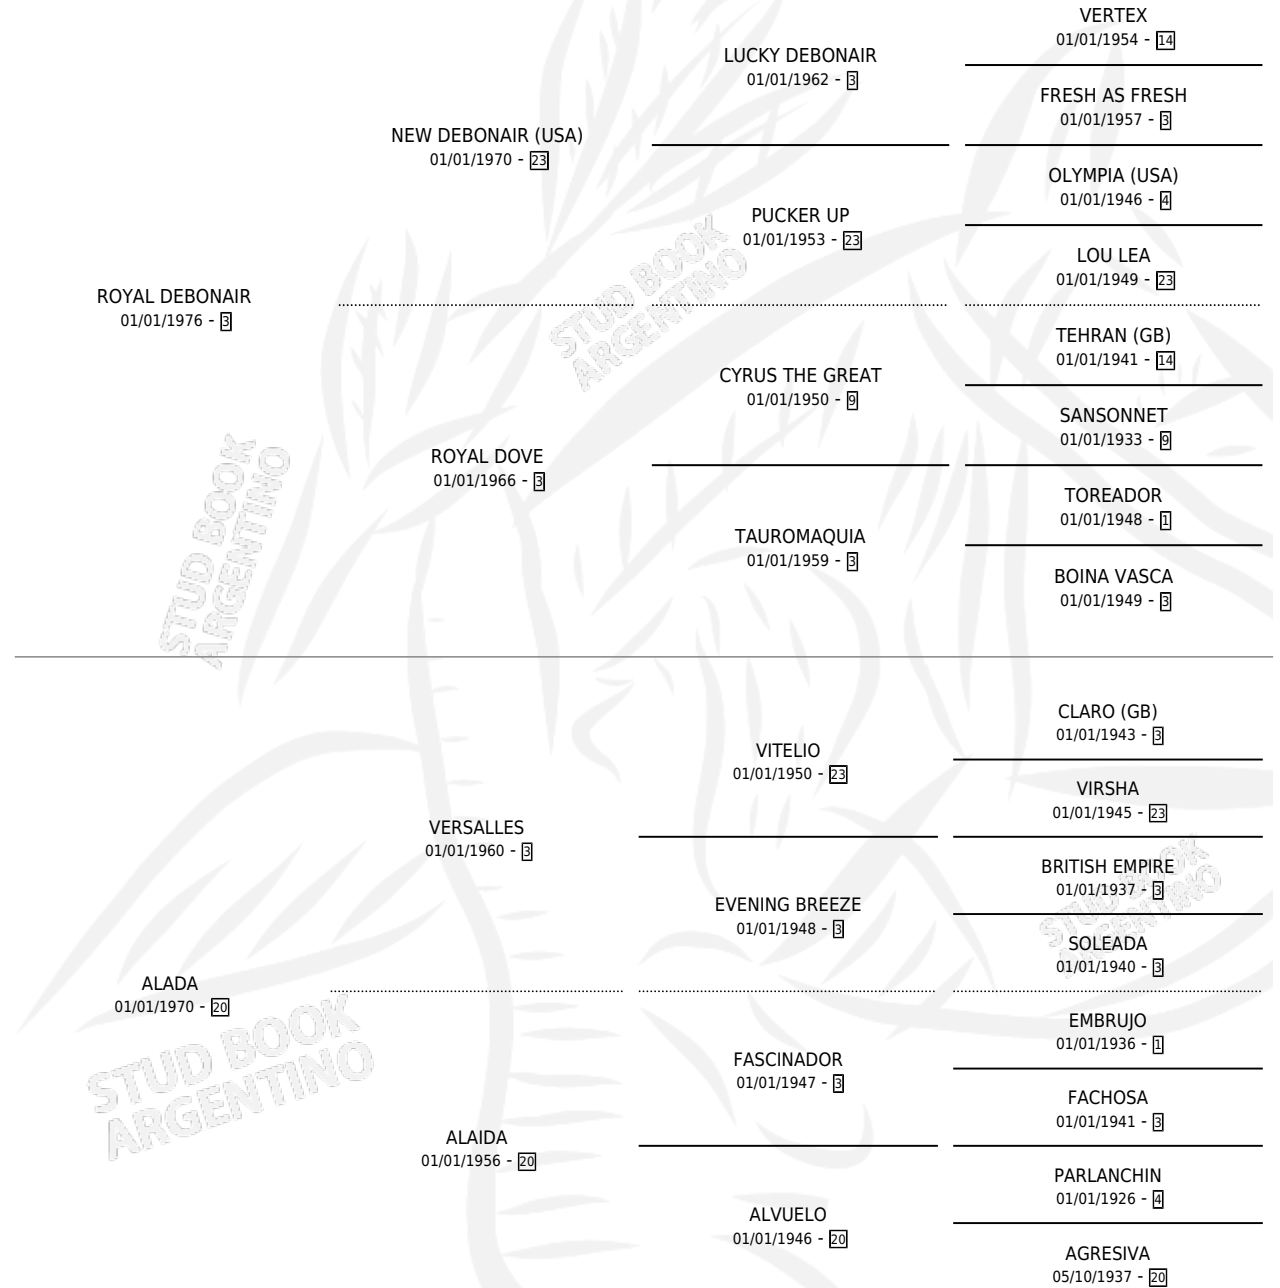 VERTEX
01/01/1954 - 14
LUCKY DEBONAIR
01/01/1962 - 3
FRESH AS FRESH
01/01/1957 - 3
NEW DEBONAIR (USA)
01/01/1970 - 23
OLYMPIA (USA)
01/01/1946 - 4
PUCKER UP
01/01/1953 - 23
LOU LEA
01/01/1949 - 23
ROYAL DEBONAIR
01/01/1976 - 3
STUD BOOK
ARGENTINO
TEHRAN (GB)
01/01/1941 - 14
CYRUS THE GREAT
01/01/1950 - 9
SANSONNET
01/01/1933 - 9
ROYAL DOVE
01/01/1966 - 3
TOREADOR
01/01/1948 - 1
TAUROMAQUIA
01/01/1959 - 3
BOINA VASCA
01/01/1949 - 3
STUD BOOK
ARGENTINO
CLARO (GB)
01/01/1943 - 3
VITELIO
01/01/1950 - 23
VIRSHA
01/01/1945 - 23
VERSALLES
01/01/1960 - 3
BRITISH EMPIRE
01/01/1937 - 3
EVENING BREEZE
01/01/1948 - 3
SOLEADA
01/01/1940 - 3
STUD BOOK
ARGENTINO
ALADA
01/01/1970 - 20
EMBRUJO
01/01/1936 - 1
FASCINADOR
01/01/1947 - 3
FACHOSA
01/01/1941 - 3
STUD BOOK
ARGENTINO
ALAIDA
01/01/1956 - 20
PARLANCHIN
01/01/1926 - 4
ALVUELO
01/01/1946 - 20
AGRESIVA
05/10/1937 - 20